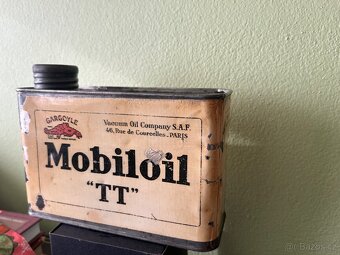 GARGOYLE
Vacuum Oil Company S.A.F.
46, Rue de Courcelles - PARIS
Mobiloil
"TT"